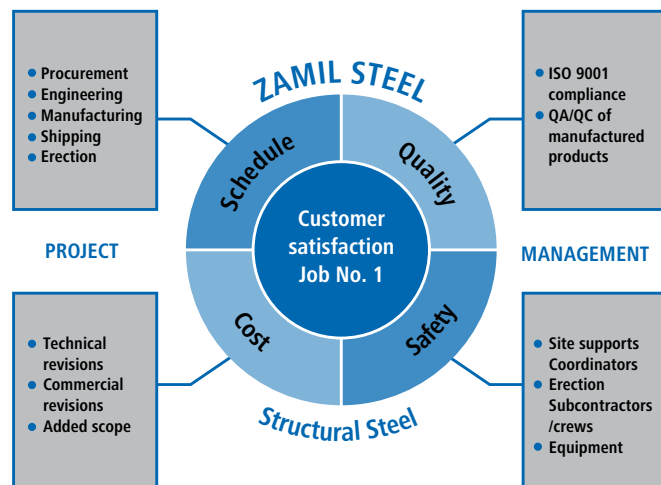 ZAMIL STEEL
Procurement
Engineering
Manufacturing
Shipping
Erection
ISO 9001
compliance
QA/QC of
manufactured
products
Schedule
Quality
Customer
satisfaction
Job No. 1
PROJECT
MANAGEMENT
Cost
Safety
Technical
revisions
Commercial
revisions
Added scope
Site supports
Coordinators
Erection
Subcontractors
/crews
Equipment
Structural Steel